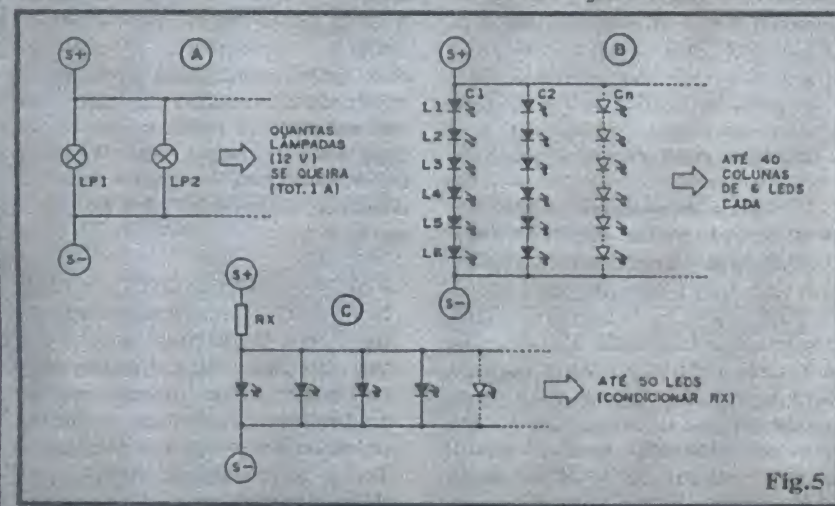 A
S+
LP1
LP2
S-
QUANTAS
LÂMPADAS
(12 V)
SE QUEIRA
(TOT. 1 A)
B
S+
C1
C2
Cn
L1
L2
L3
L4
L5
L6
S-
ATÉ 40
COLUNAS
DE 6 LEDS
CADA
C
S+
RX
S-
ATÉ 50 LEDS
(CONDICIONAR RX)
Fig.5